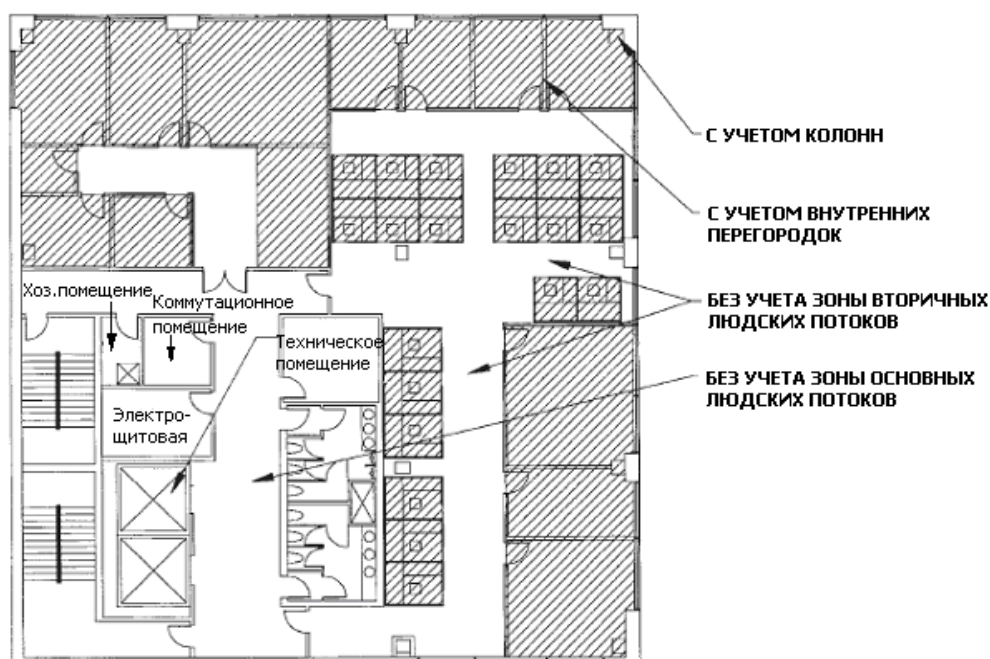 С УЧЕТОМ КОЛОНН
С УЧЕТОМ ВНУТРЕННИХ
ПЕРЕГОРОДОК
Хоз.помещение
Коммутационное
помещение
БЕЗ УЧЕТА ЗОНЫ ВТОРИЧНЫХ
ЛЮДСКИХ ПОТОКОВ
Техническое
помещение
БЕЗ УЧЕТА ЗОНЫ ОСНОВНЫХ
ЛЮДСКИХ ПОТОКОВ
Электро-
щитовая